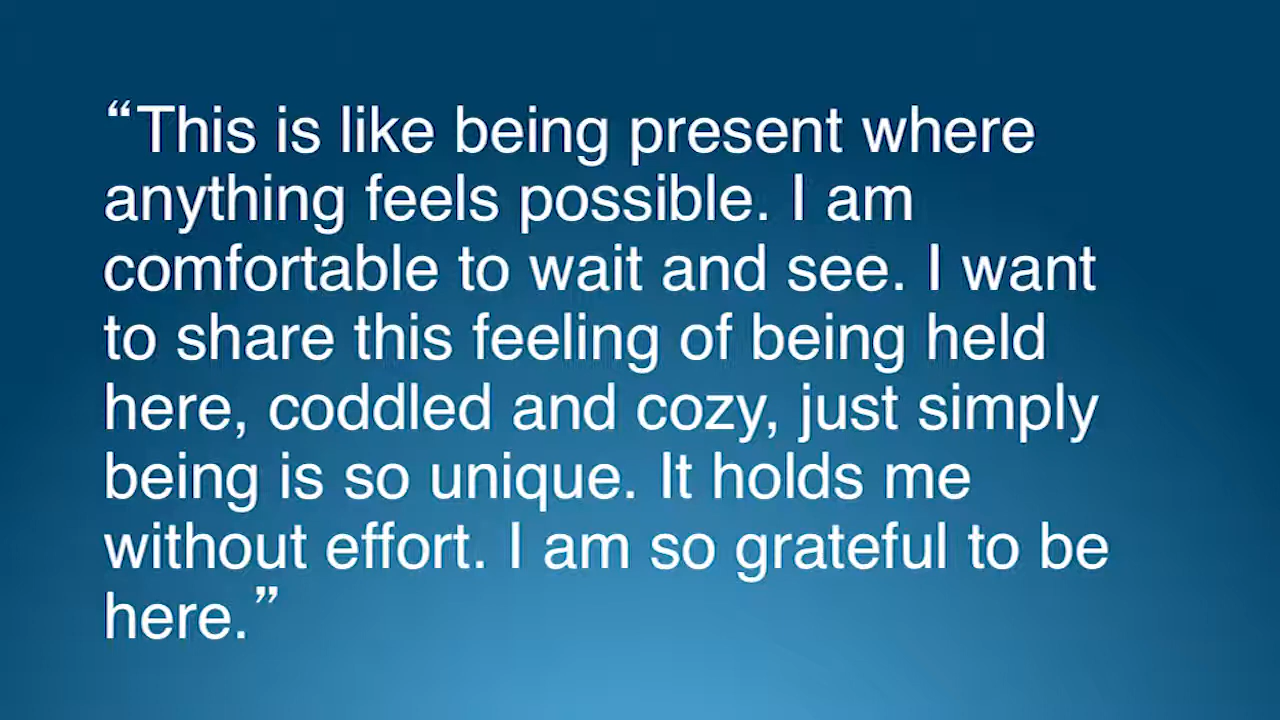 “This is like being present where
anything feels possible. I am
comfortable to wait and see. I want
to share this feeling of being held
here, coddled and cozy, just simply
being is so unique. It holds me
without effort. I am so grateful to be
here.”